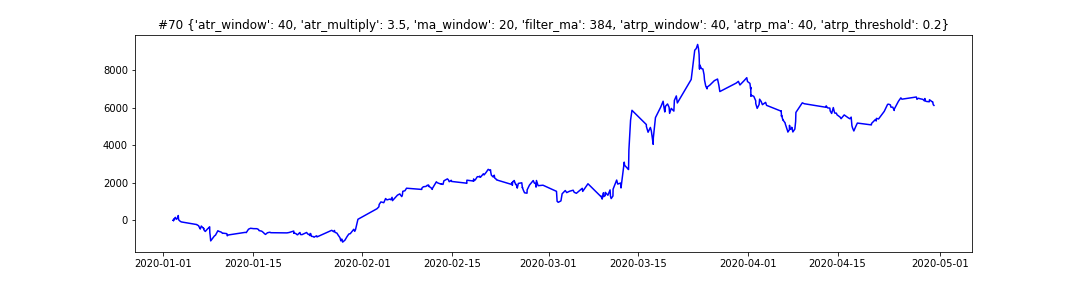 #70 {'atr_window': 40, 'atr_multiply': 3.5, 'ma_window': 20, 'filter_ma': 384, 'atrp_window': 40, 'atrp_ma': 40, 'atrp_threshold': 0.2}
8000
6000
4000
2000
0
2020-01-01 2020-01-15 2020-02-01 2020-02-15 2020-03-01 2020-03-15 2020-04-01 2020-04-15 2020-05-01